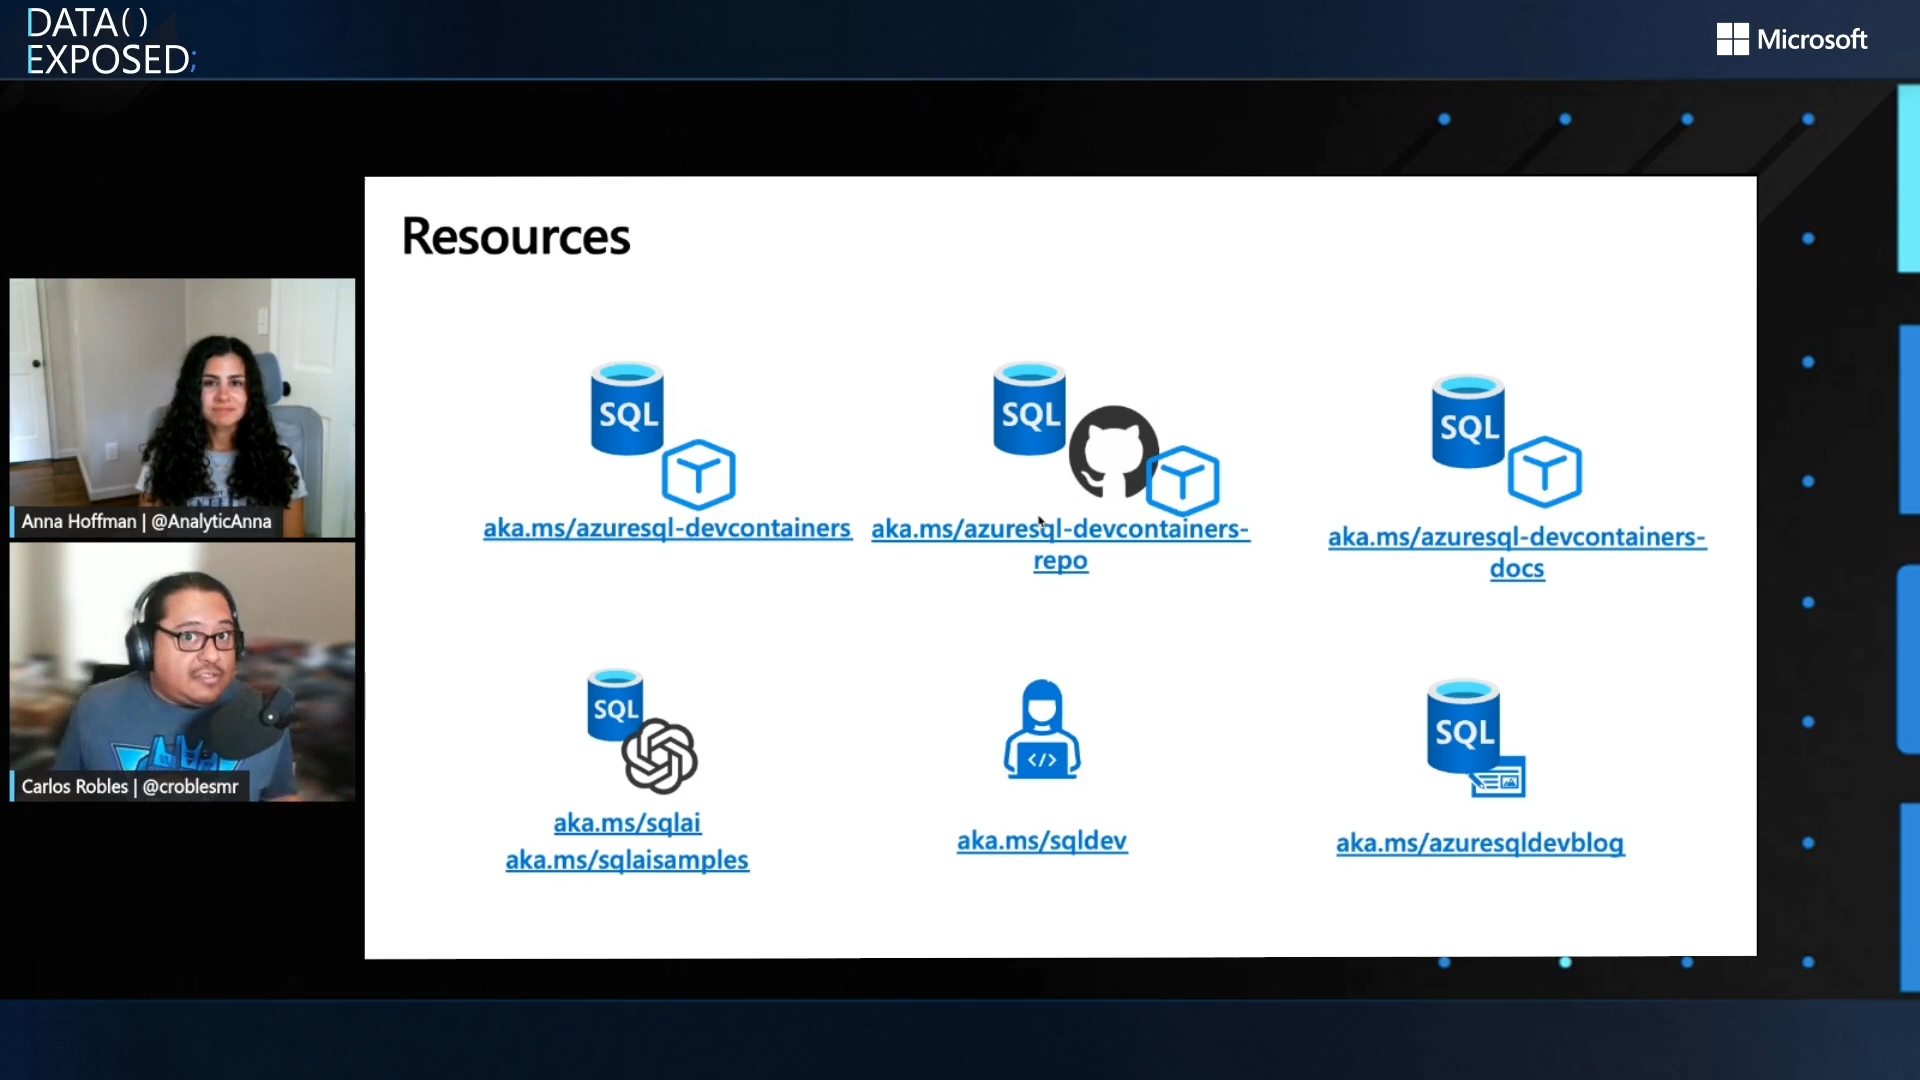 DATA()
EXPOSED;
Microsoft
Resources
SQL
SQL
SQL
aka.ms/azuresql-devcontainers
aka.ms/azuresql-devcontainers-
repo
aka.ms/azuresql-devcontainers-
docs
Anna Hoffman | @AnalyticAnna
SQL
</>
SQL
Carlos Robles | @croblesmr
aka.ms/sqlai
aka.ms/sqlaisamples
aka.ms/sqldev
aka.ms/azuresqldevblog